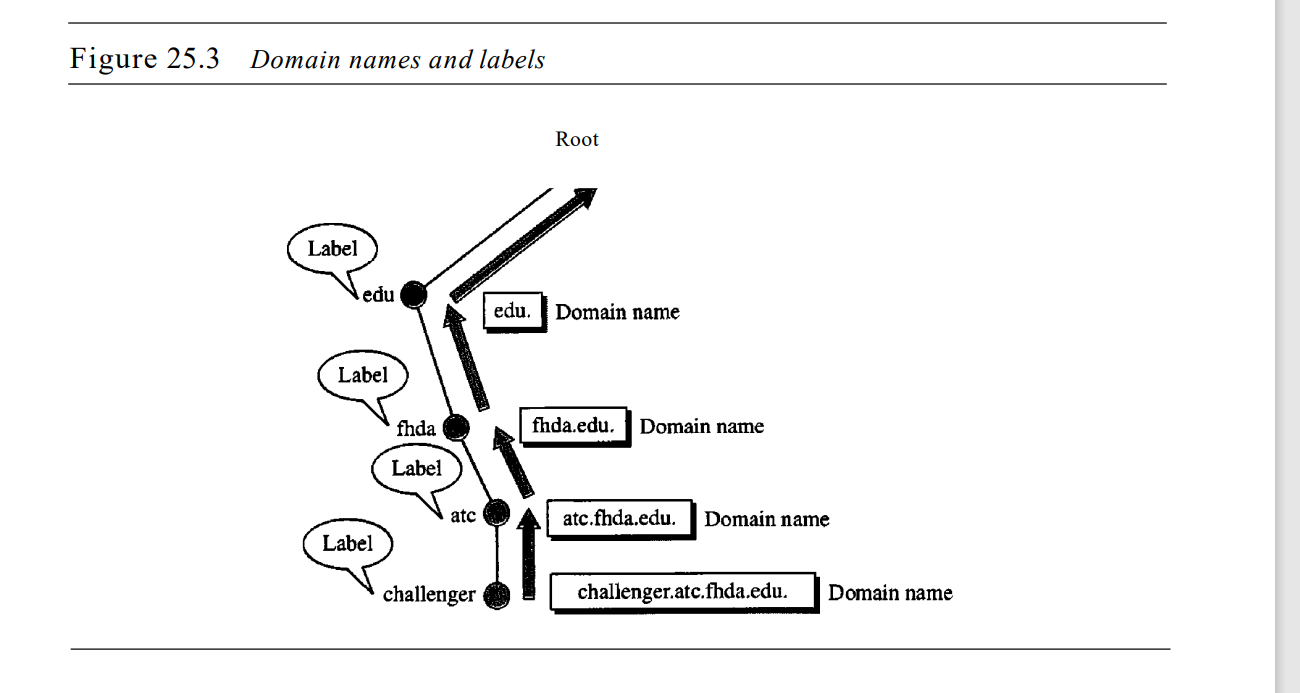 Figure 25.3 Domain names and labels
Root
Label
edu
edu. Domain name
Label
fhda
fhda.edu. Domain name
Label
atc
atc.fhda.edu. Domain name
Label
challenger
challenger.atc.fhda.edu. Domain name